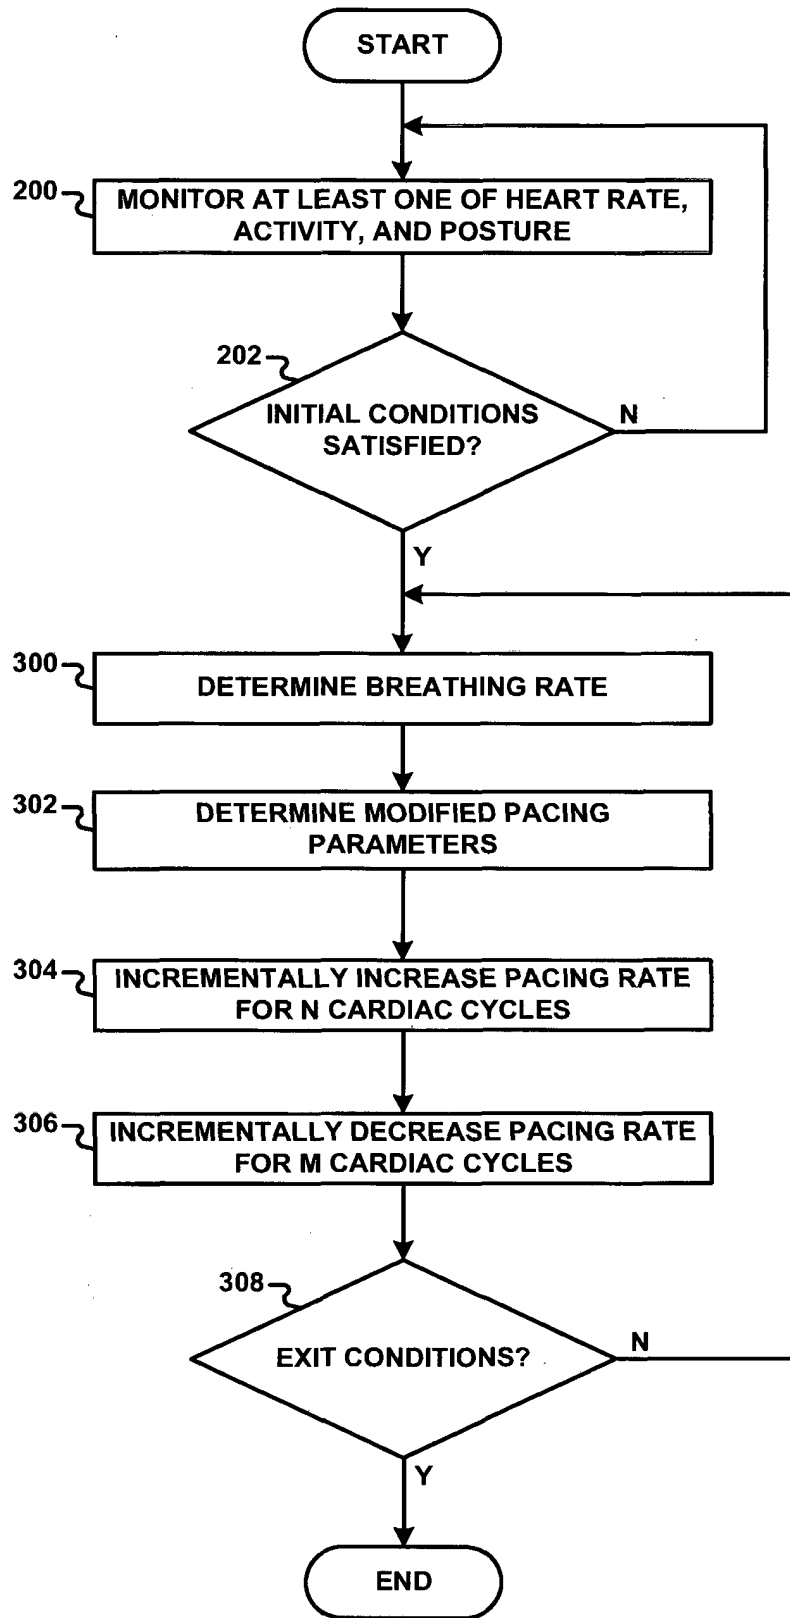 START
200
MONITOR AT LEAST ONE OF HEART RATE,
ACTIVITY, AND POSTURE
202
INITIAL CONDITIONS
SATISFIED?
N
Y
300
DETERMINE BREATHING RATE
302
DETERMINE MODIFIED PACING
PARAMETERS
304
INCREMENTALLY INCREASE PACING RATE
FOR N CARDIAC CYCLES
306
INCREMENTALLY DECREASE PACING RATE
FOR M CARDIAC CYCLES
308
EXIT CONDITIONS?
N
Y
END